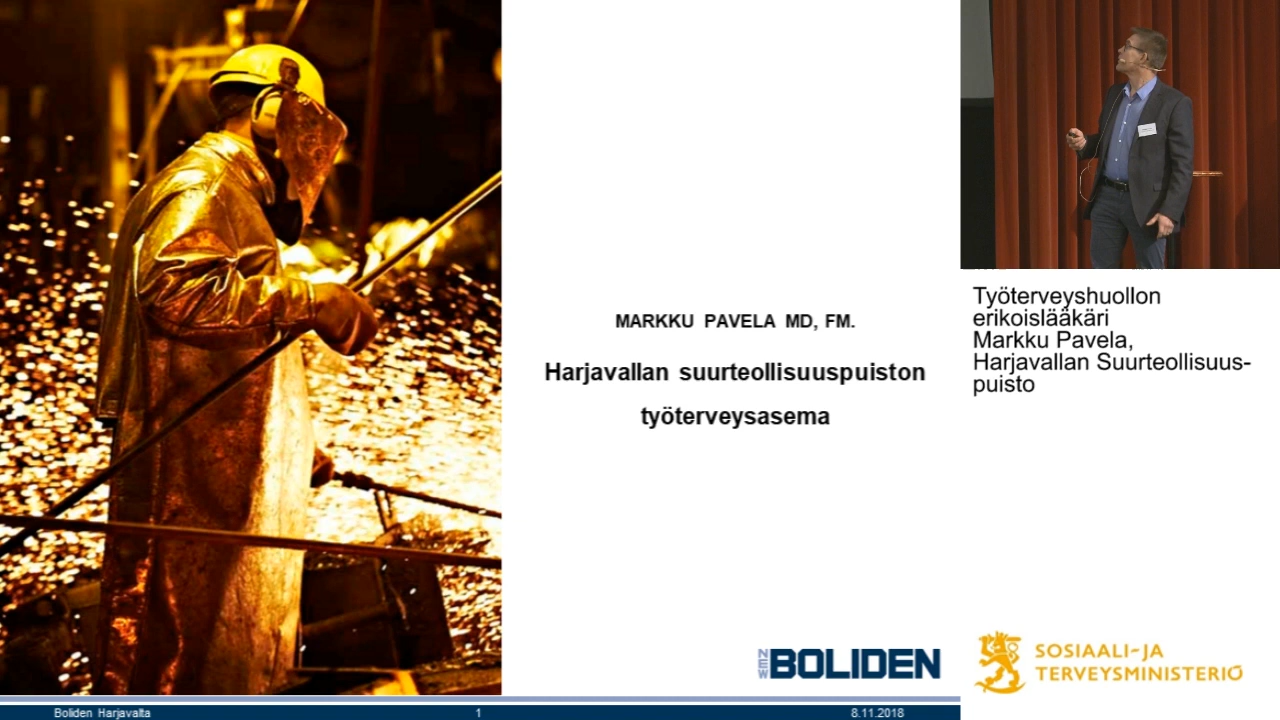 MARKKU PAVELA MD, FM.
Harjavallan suurteollisuuspuiston
työterveysasema
NEW BOLIDEN
Boliden Harjavalta
1
8.11.2018
Työterveyshuollon
erikoislääkäri
Markku Pavela,
Harjavallan Suurteollisuus-
puisto
SOSIAALI-JA
TERVEYSMINISTERIÖ